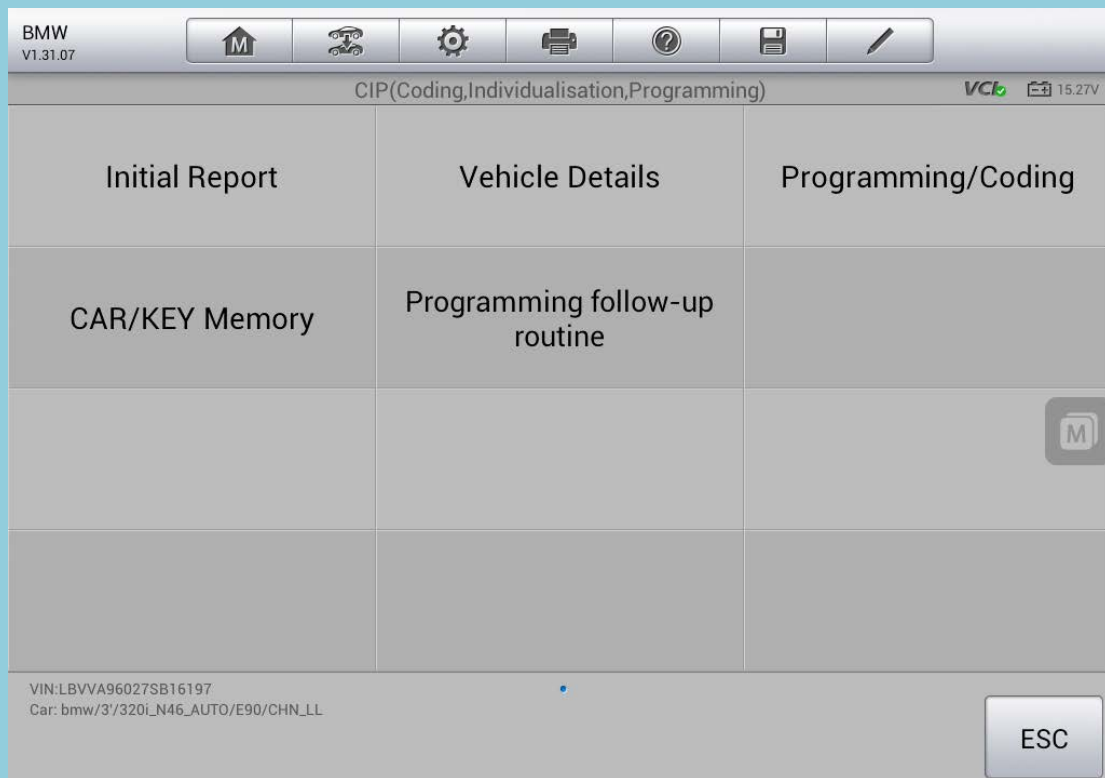 BMW
V1.31.07
M
CIP(Coding,Individualisation,Programming)
VCI
15.27V
Initial Report
Vehicle Details
Programming/Coding
CAR/KEY Memory
Programming follow-up
routine
M
VIN:LBVVA96027SB16197
Car: bmw/3'/320i_N46_AUTO/E90/CHN_LL
ESC